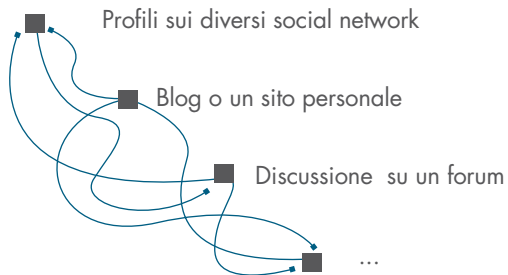 Profili sui diversi social network
Blog o un sito personale
Discussione su un forum
...